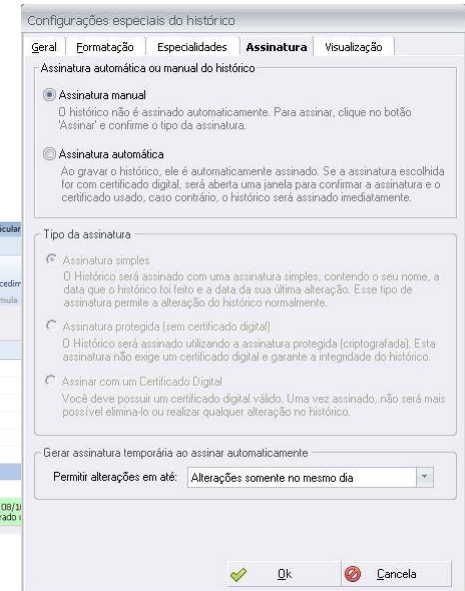 Configurações especiais do histórico
Geral Formatação Especialidades Assinatura Visualização
Assinatura automática ou manual do histórico
Assinatura manual
O histórico não é assinado automaticamente. Para assinar, clique no botão
'Assinar' e confirme o tipo da assinatura.
Assinatura automática
Ao gravar o histórico, ele é automaticamente assinado. Se a assinatura escolhida
for com certificado digital, será aberta uma janela para confirmar a assinatura e o
certificado usado, caso contrário, o histórico será assinado imediatamente.
Tipo da assinatura
Assinatura simples
O Histórico será assinado com uma assinatura simples, contendo o seu nome, a
data que o histórico foi feito e a data da sua última alteração. Esse tipo de
assinatura permite a alteração do histórico normalmente.
Assinatura protegida (sem certificado digital)
O Histórico será assinado utilizando a assinatura protegida (criptografada). Esta
assinatura não exige um certificado digital e garante a integridade do histórico.
Assinar com um Certificado Digital
Você deve possuir um certificado digital válido. Uma vez assinado, não será mais
possível elimina-lo ou realizar qualquer alteração no
histórico.
Gerar assinatura temporária ao assinar automaticamente
Permitir alterações em até: Alterações somente no mesmo dia
Ok Cancela
icular
cedim
mula
08/10
rado